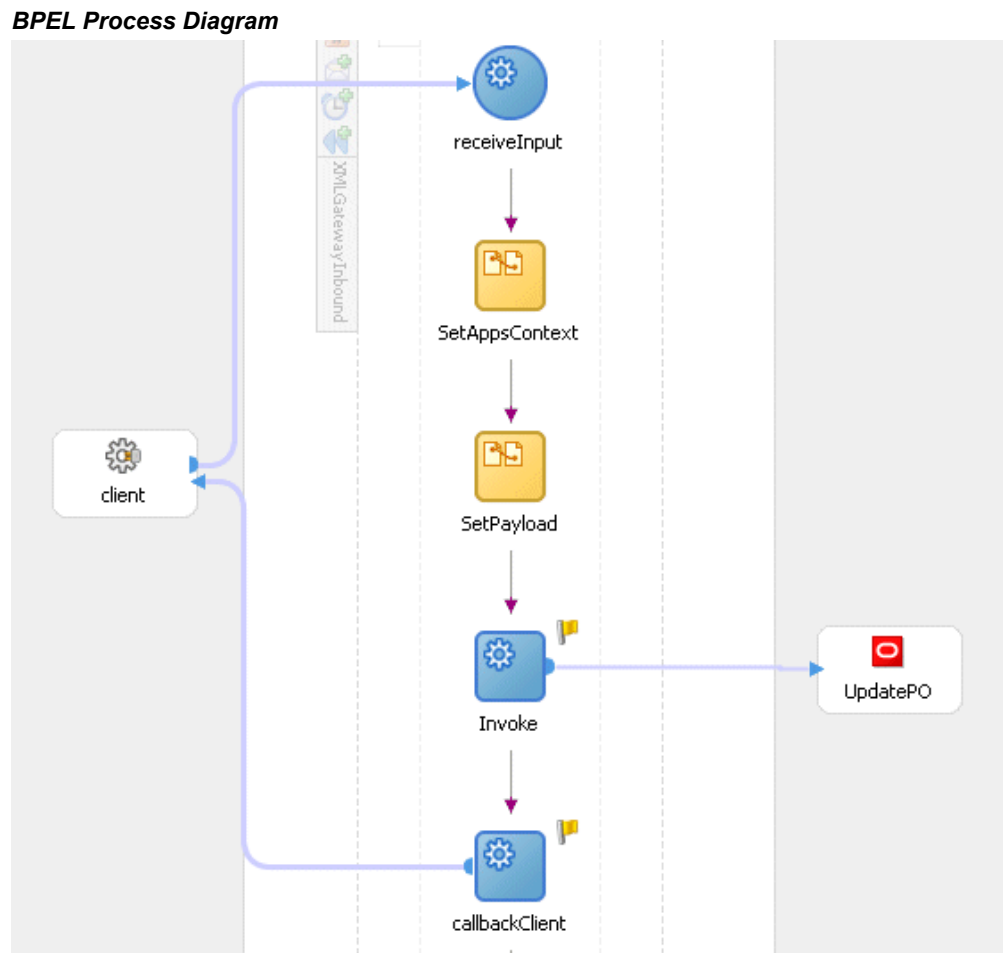 BPEL Process Diagram
receiveInput
XMLGatewayInbound
SetAppsContext
client
SetPayload
UpdatePO
Invoke
callbackClient